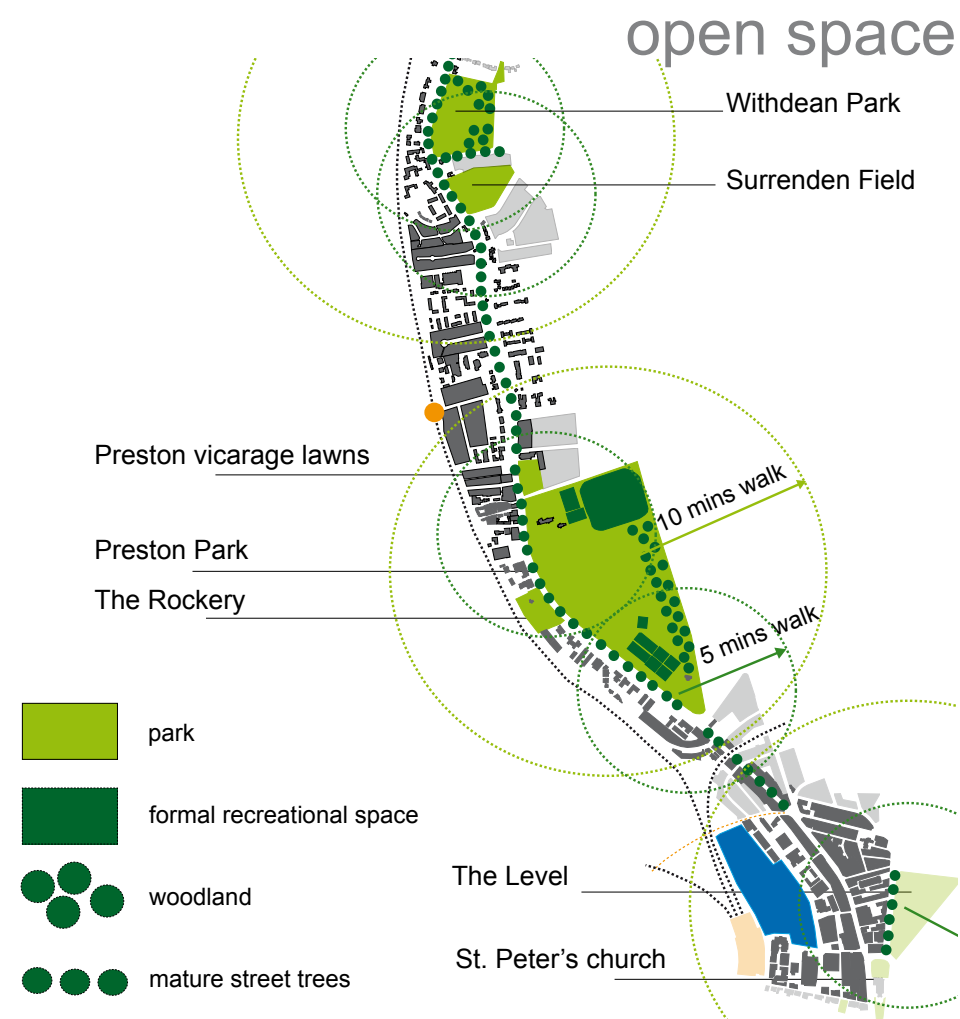 open space
Withdean Park
Surrenden Field
Preston vicarage lawns
10 mins walk
Preston Park
The Rockery
5 mins walk
park
formal recreational space
The Level
woodland
St. Peter's church
mature street trees